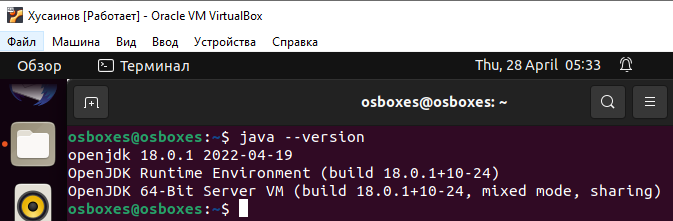 Хусаинов [Работает] - Oracle VM VirtualBox
Файл Машина Вид Ввод Устройства Справка
Обзор Терминал Thu, 28 April 05:33
osboxes@osboxes: ~
osboxes@osboxes:~$ java --version
openjdk 18.0.1 2022-04-19
OpenJDK Runtime Environment (build 18.0.1+10-24)
OpenJDK 64-Bit Server VM (build 18.0.1+10-24, mixed mode, sharing)
osboxes@osboxes:~$